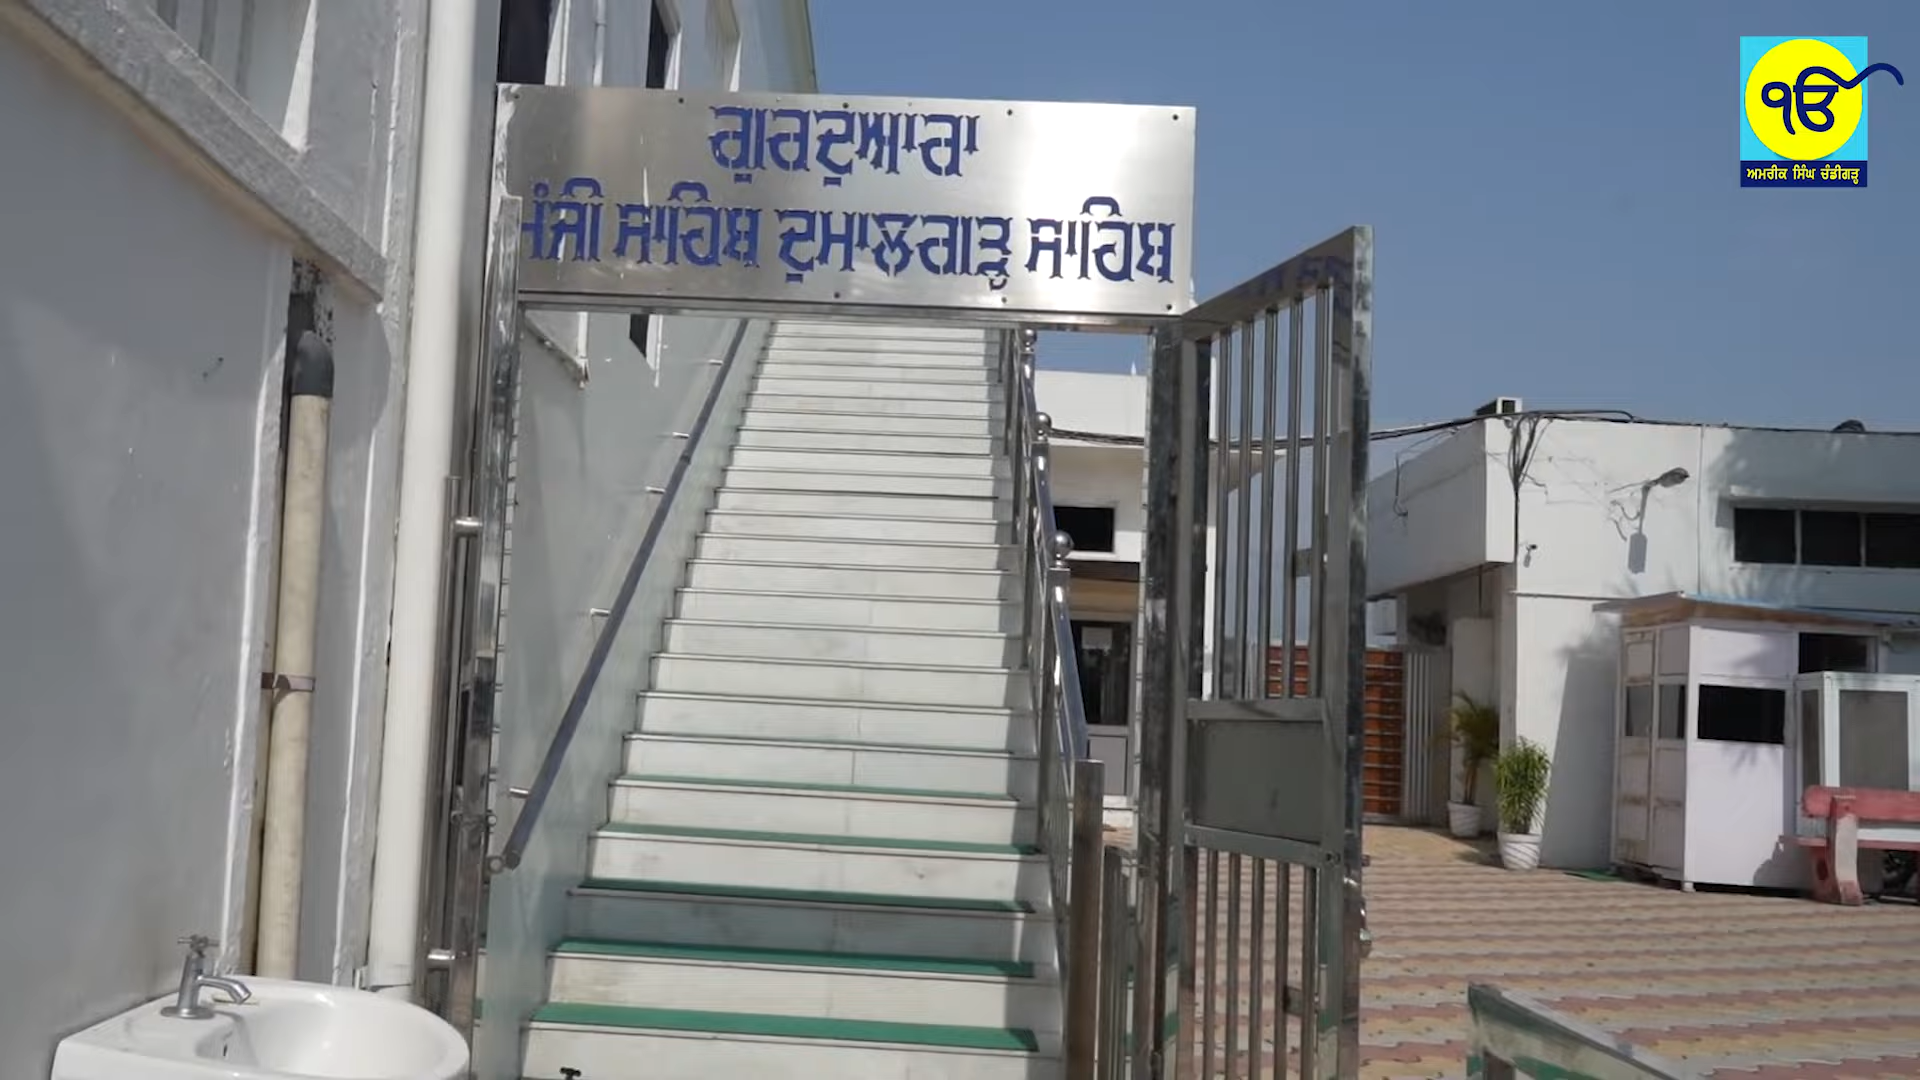 ਗੁਰਦੁਆਰਾ
ਮੰਜੀ ਸਾਹਿਬ ਦੁਮਾਲਗੜ੍ਹ ਸਾਹਿਬ
ੴ
ਅਮਰੀਕ ਸਿੰਘ ਚੰਡੀਗੜ੍ਹ